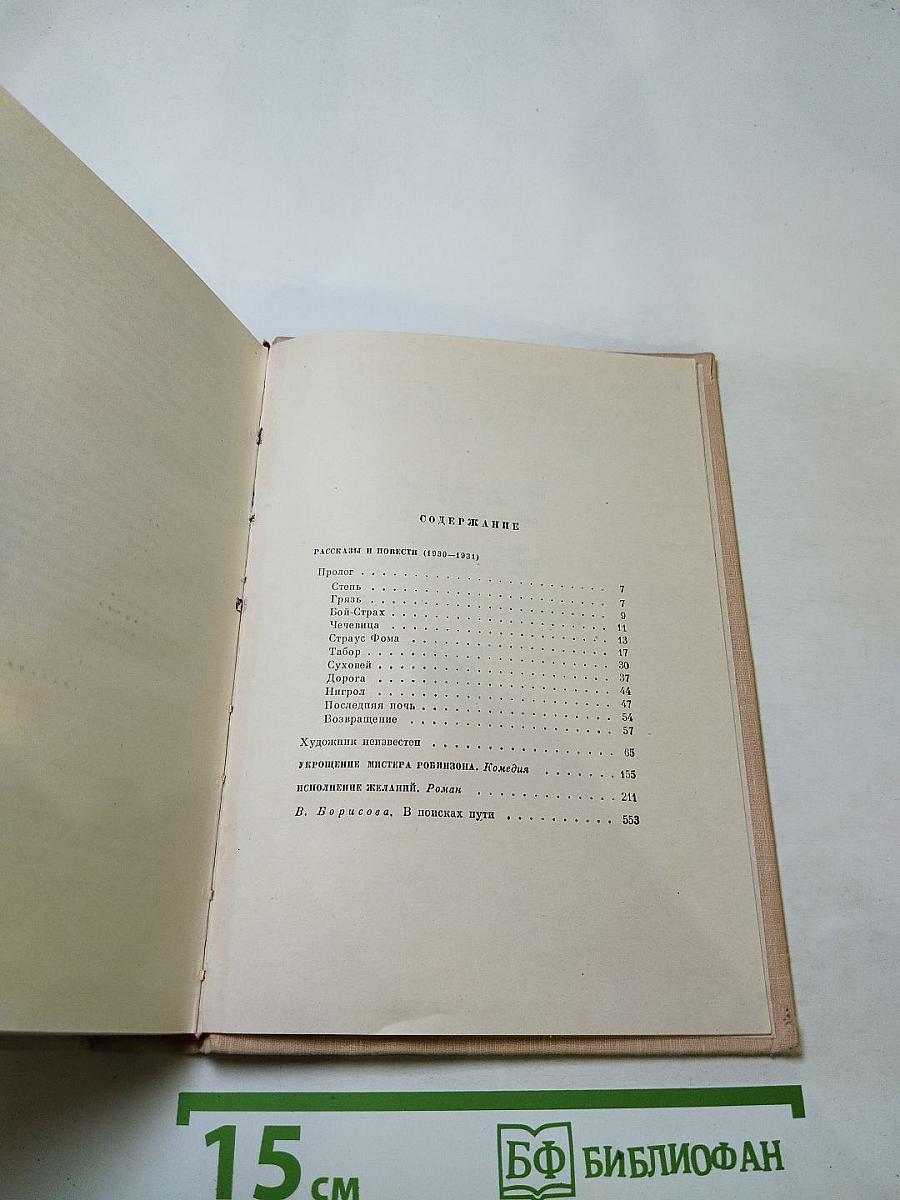 СОДЕРЖАНИЕ
РАССКАЗЫ И ПОВЕСТИ (1930—1931)
Пролог . . . . . . . . . . . . . . . . . . . . 7
Степь . . . . . . . . . . . . . . . . . . . . 7
Грязь . . . . . . . . . . . . . . . . . . . . 9
Бой-Страх . . . . . . . . . . . . . . . . . . 11
Чечевица . . . . . . . . . . . . . . . . . . 13
Страус Фома . . . . . . . . . . . . . . . . . 17
Табор . . . . . . . . . . . . . . . . . . . . 30
Суховей . . . . . . . . . . . . . . . . . . . 37
Дорога . . . . . . . . . . . . . . . . . . . 44
Нигрол . . . . . . . . . . . . . . . . . . . 47
Последняя ночь . . . . . . . . . . . . . . . 54
Возвращение . . . . . . . . . . . . . . . . . 57
Художник неизвестен . . . . . . . . . . . . . 65
УКРОЩЕНИЕ МИСТЕРА РОБИНЗОНА. Комедия . . . . . . . 155
ИСПОЛНЕНИЕ ЖЕЛАНИЙ. Роман . . . . . . . . . . . . 211
В. Борисова. В поисках пути . . . . . . . . . . 553
15 СМ
БФ БИБЛИОФАН